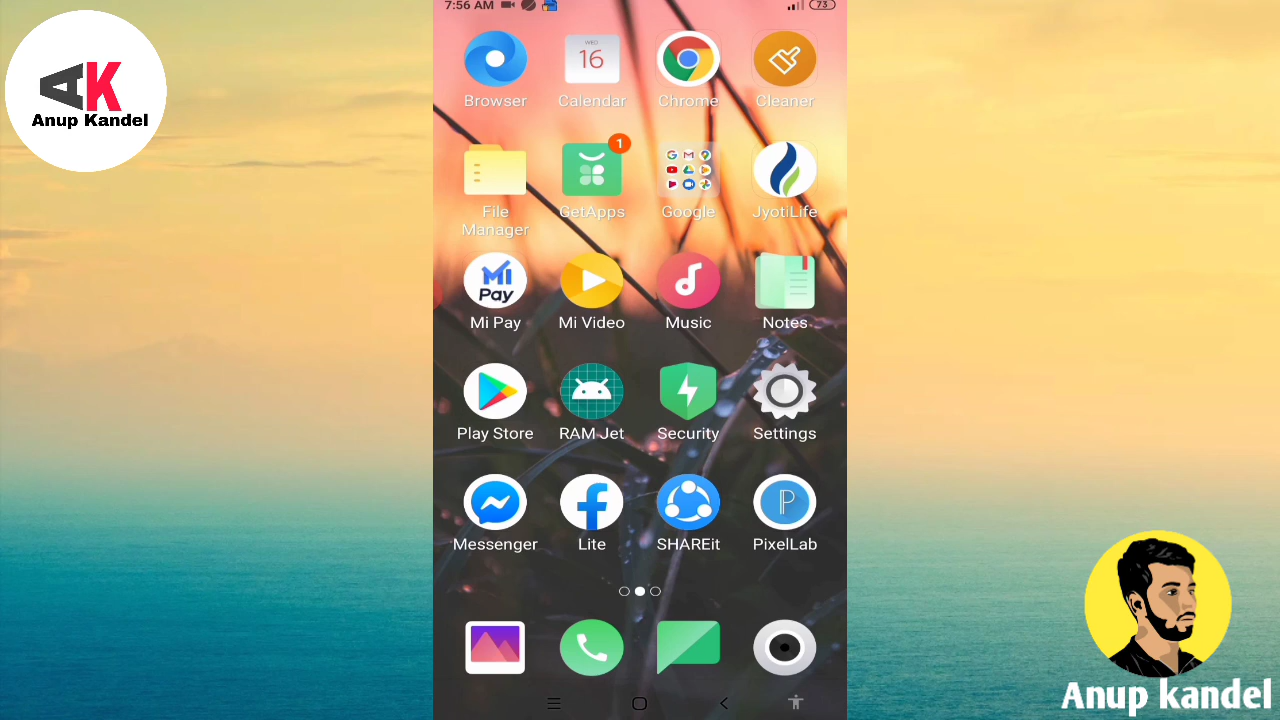 7:56 AM
73
AK
Anup Kandel
WED
16
Browser
Calendar
Chrome
Cleaner
1
File
Manager
GetApps
Google
JyotiLife
Mi
Pay
Mi Pay
Mi Video
Music
Notes
Play Store
RAM Jet
Security
Settings
P
Messenger
Lite
SHAREit
PixelLab
Anup kandel